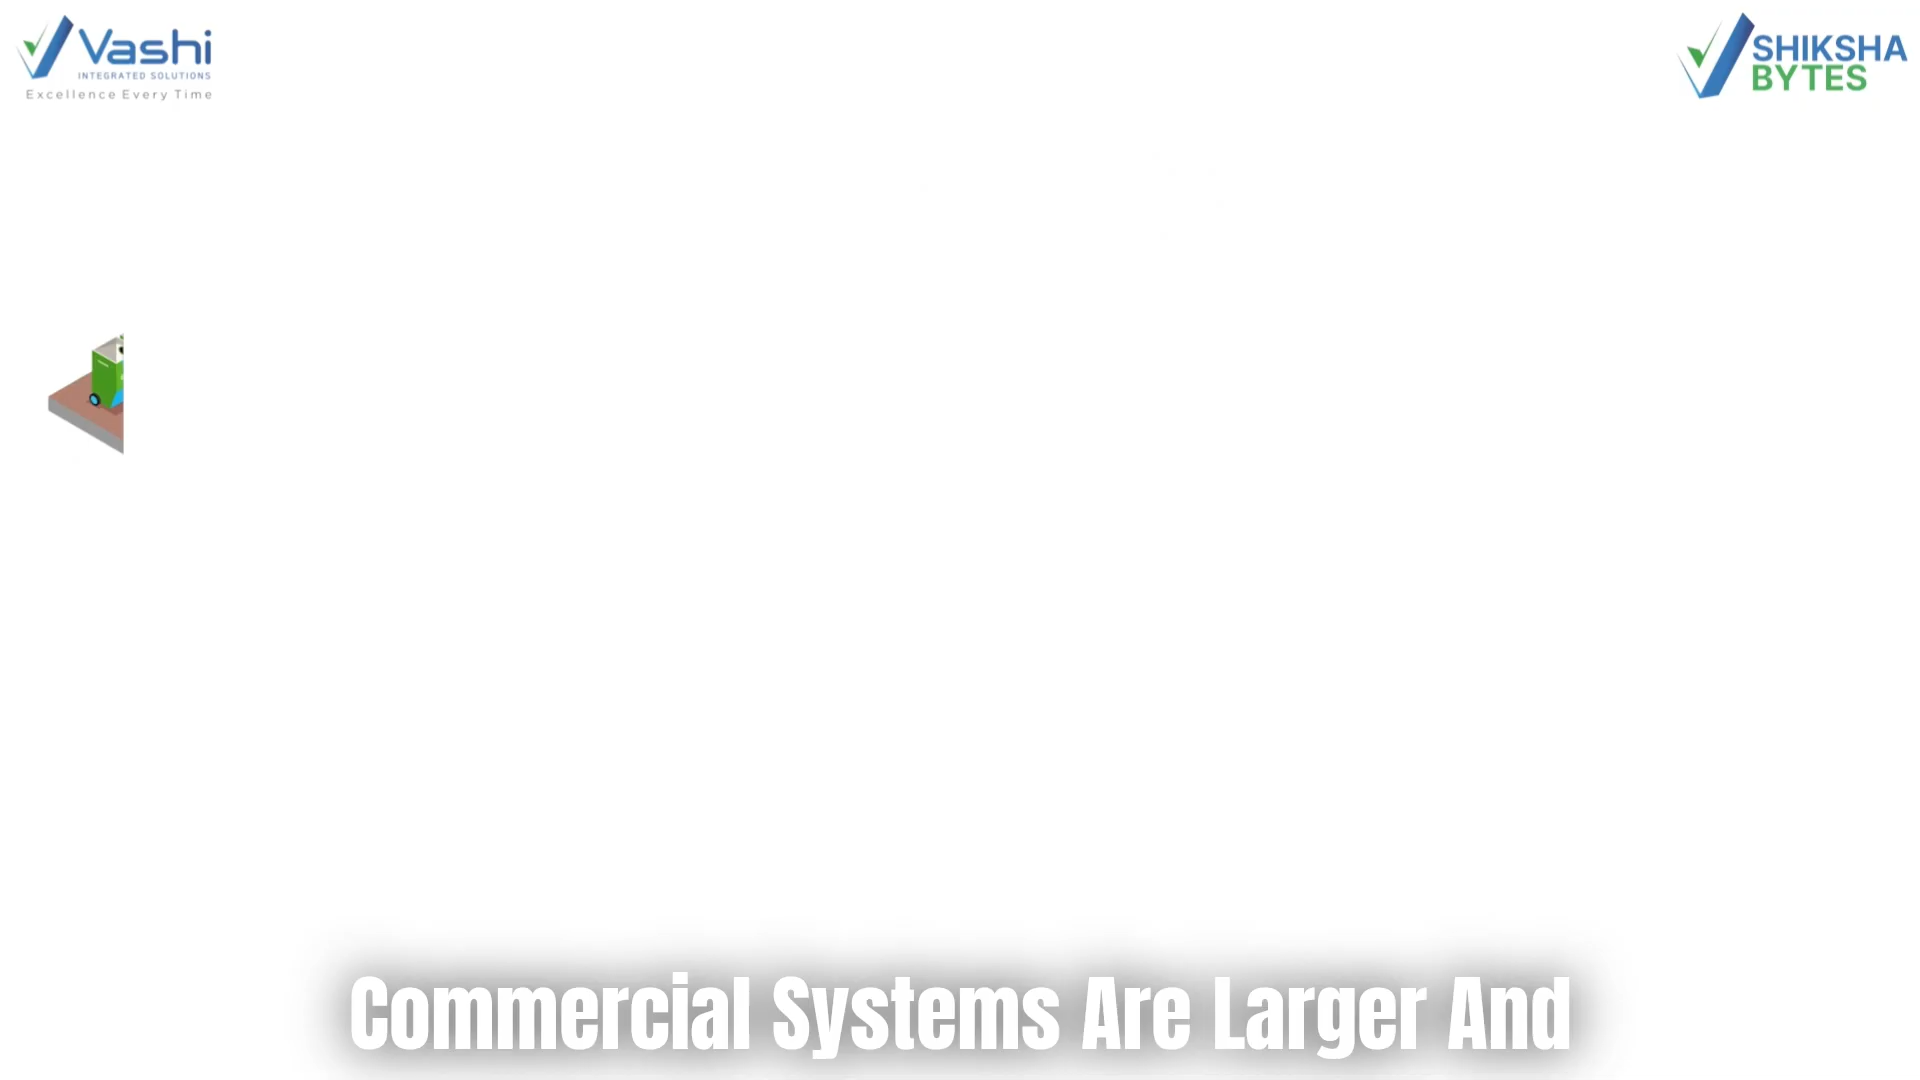 Vashi
INTEGRATED SOLUTIONS
Excellence Every Time
SHIKSHA
BYTES
Commercial Systems Are Larger And